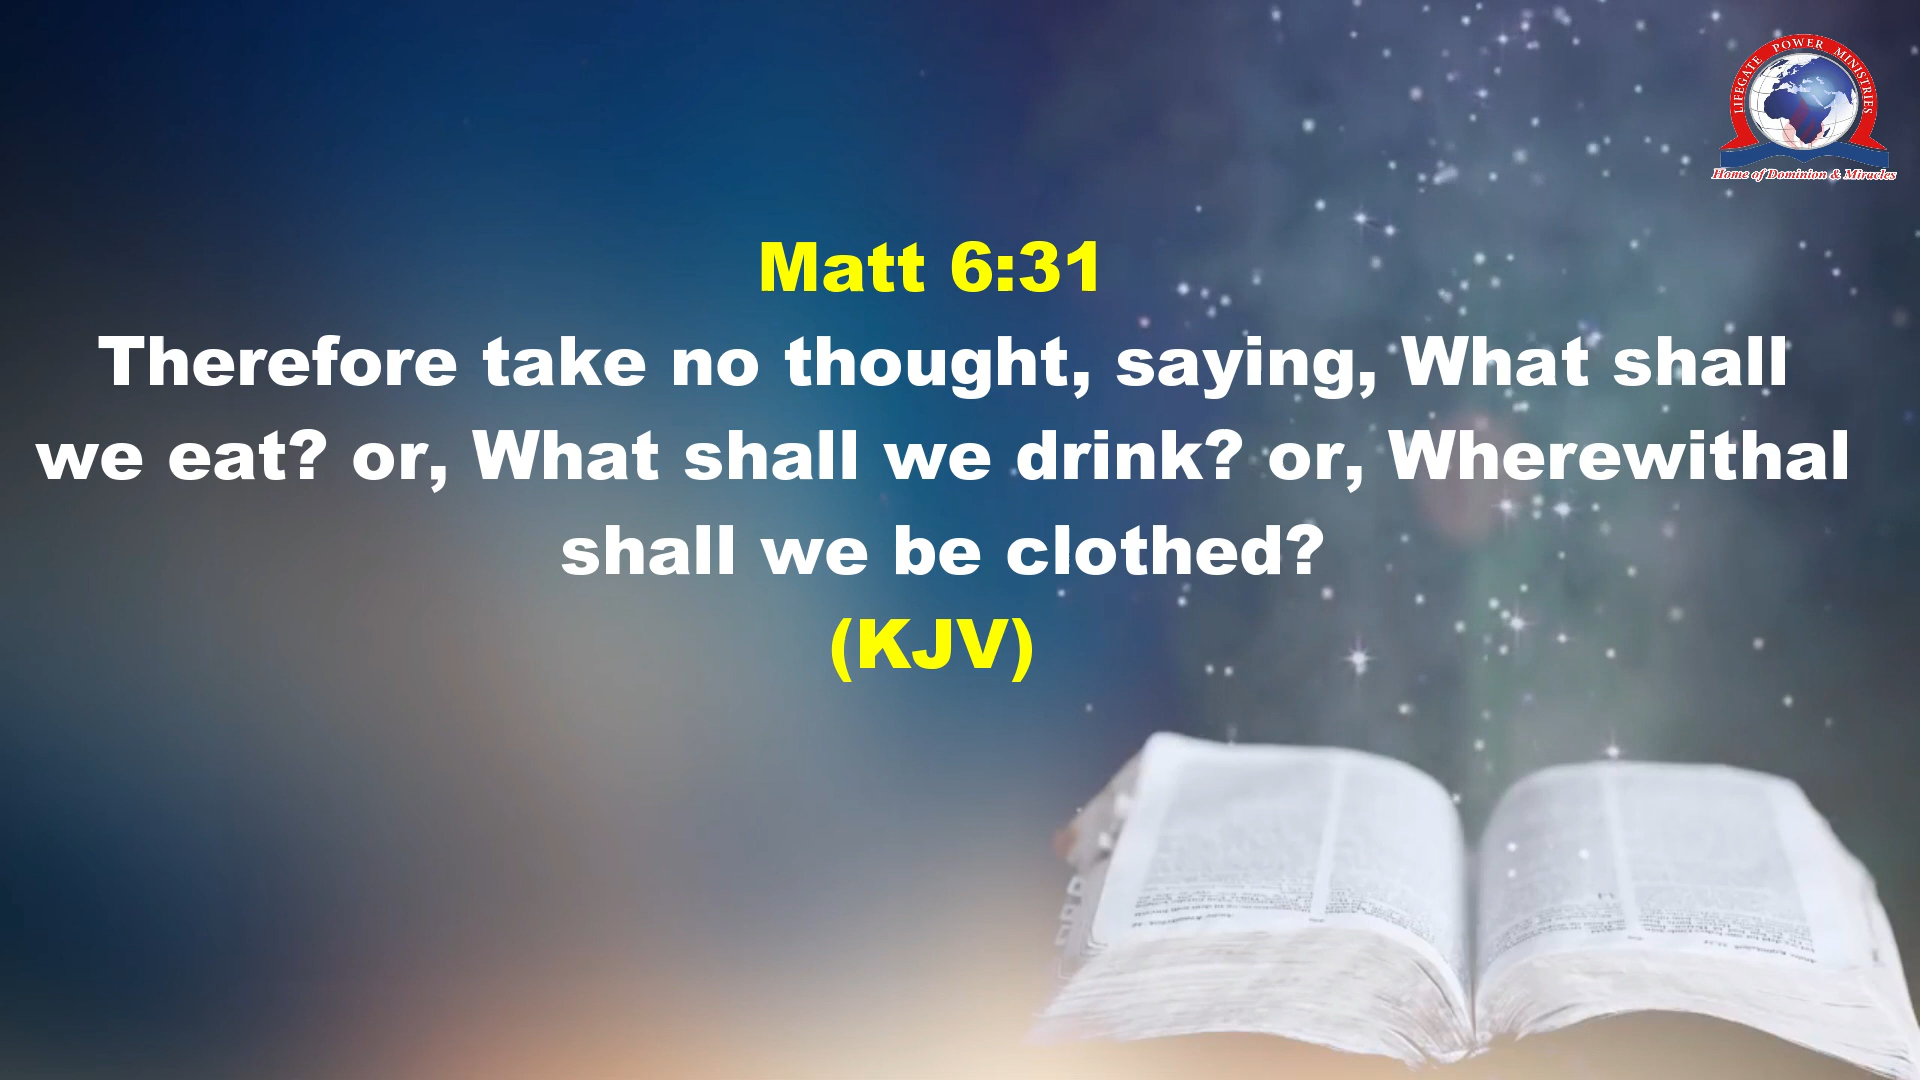 LIFEGATE POWER MINISTRIES
Home of Dominion & Miracles
Matt 6:31
Therefore take no thought, saying, What shall
we eat? or, What shall we drink? or, Wherewithal
shall we be clothed?
(KJV)